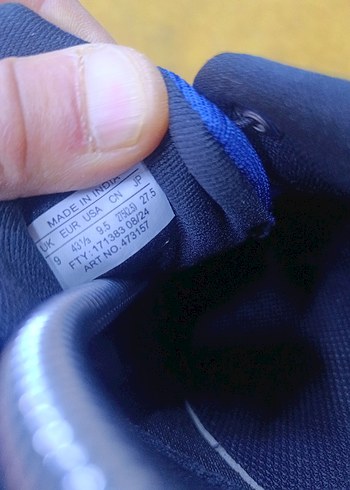 MADE IN INDIA
UK EUR USA CN JP
9 43⅓ 9.5 275(2.5) 27.5
FTY: 171383 08/24
ART NO. 473157